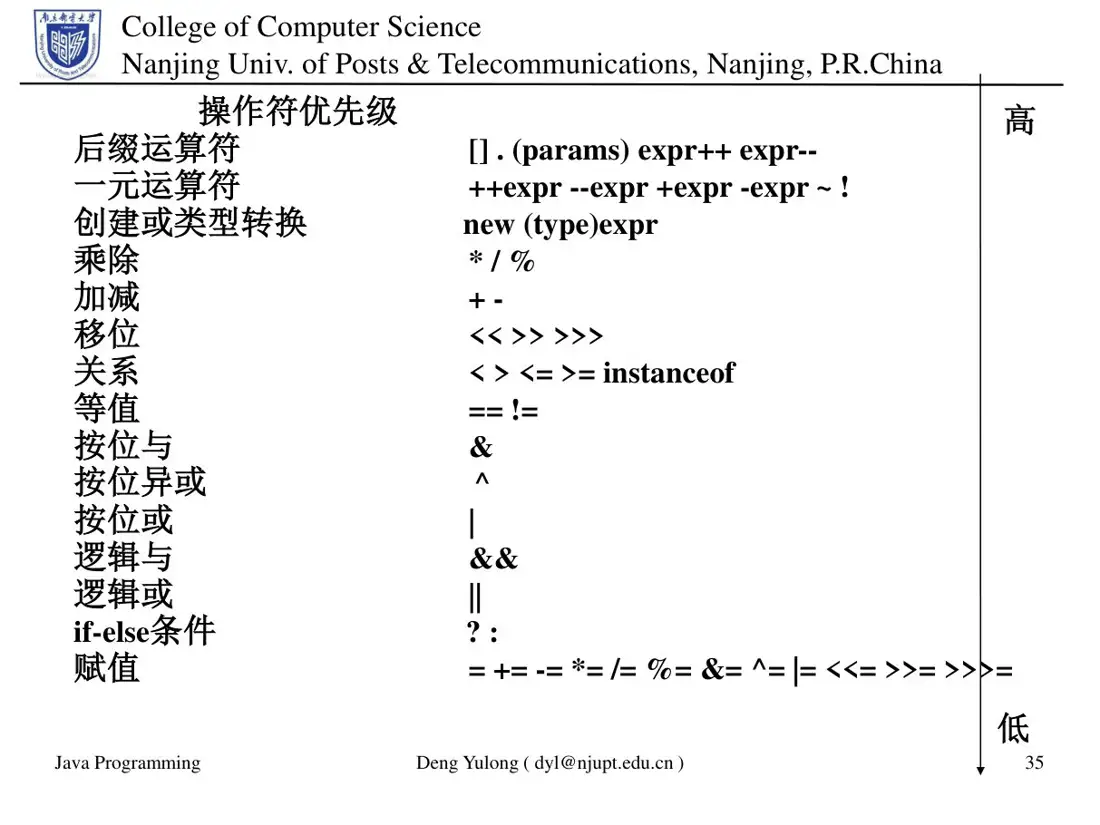 College of Computer Science
Nanjing Univ. of Posts & Telecommunications, Nanjing, P.R.China
操作符优先级
高
后缀运算符 [] . (params) expr++ expr--
一元运算符 ++expr --expr +expr -expr ~ !
创建或类型转换 new (type)expr
乘除 * / %
加减 + -
移位 << >> >>>
关系 < > <= >= instanceof
等值 == !=
按位与 &
按位异或 ^
按位或 |
逻辑与 &&
逻辑或 ||
if-else条件 ? :
赋值 = += -= *= /= %= &= ^= |= <<= >>= >>>=
低
Java Programming Deng Yulong ( dyl@njupt.edu.cn ) 35